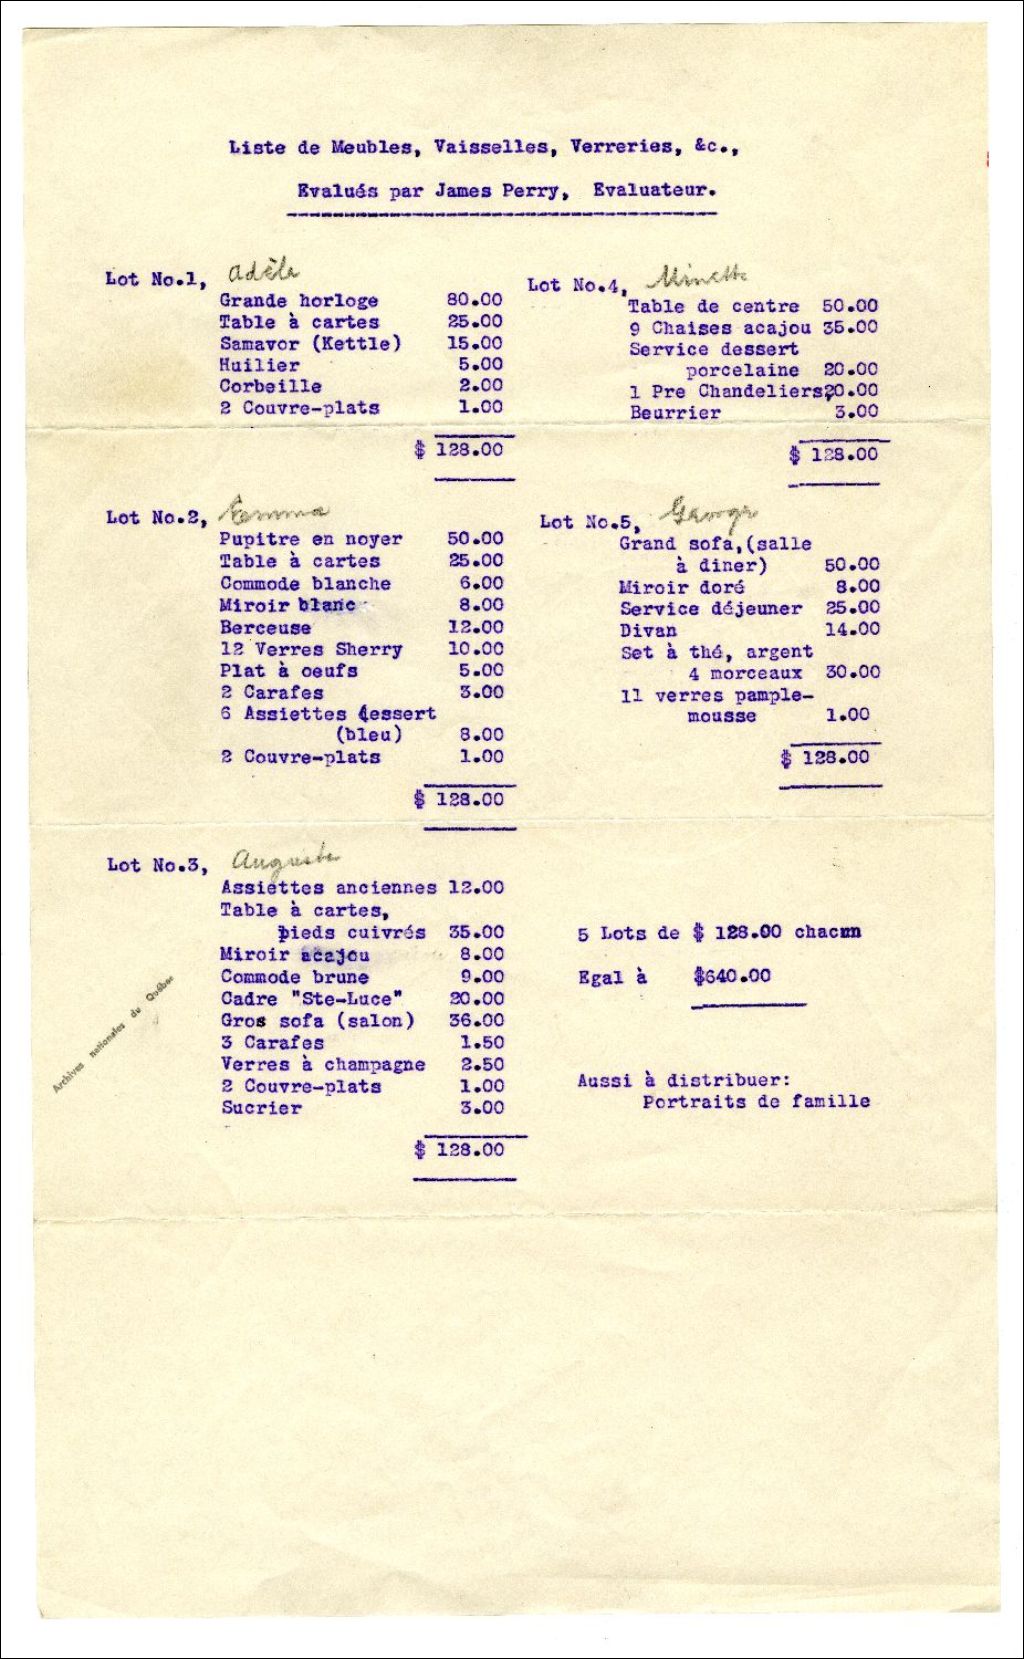 Liste de Meubles, Vaisselles, Verreries, &c.,
Evalués par James Perry, Evaluateur.
Lot No.1, Adèle
Grande horloge 80.00
Table à cartes 25.00
Samavor (Kettle) 15.00
Huilier 5.00
Corbeille 2.00
2 Couvre-plats 1.00
$ 128.00
Lot No.2, Emma
Pupitre en noyer 50.00
Table à cartes 25.00
Commode blanche 6.00
Miroir blanc 8.00
Berceuse 12.00
12 Verres Sherry 10.00
Plat à oeufs 5.00
2 Carafes 3.00
6 Assiettes dessert
(bleu) 8.00
2 Couvre-plats 1.00
$ 128.00
Lot No.3, Auguste
Assiettes anciennes 12.00
Table à cartes,
pieds cuivrés 35.00
Miroir acajou 8.00
Commode brune 9.00
Cadre "Ste-Luce" 20.00
Gros sofa (salon) 36.00
3 Carafes 1.50
Verres à champagne 2.50
2 Couvre-plats 1.00
Sucrier 3.00
$ 128.00
Lot No.4, Minette
Table de centre 50.00
9 Chaises acajou 35.00
Service dessert
porcelaine 20.00
1 Pre Chandeliers,20.00
Beurrier 3.00
$ 128.00
Lot No.5, George
Grand sofa,(salle
à diner) 50.00
Miroir doré 8.00
Service déjeuner 25.00
Divan 14.00
Set à thé, argent
4 morceaux 30.00
11 verres pample-
mousse 1.00
$ 128.00
5 Lots de $ 128.00 chacun
Egal à $640.00
Aussi à distribuer:
Portraits de famille
Archives nationales du Québec